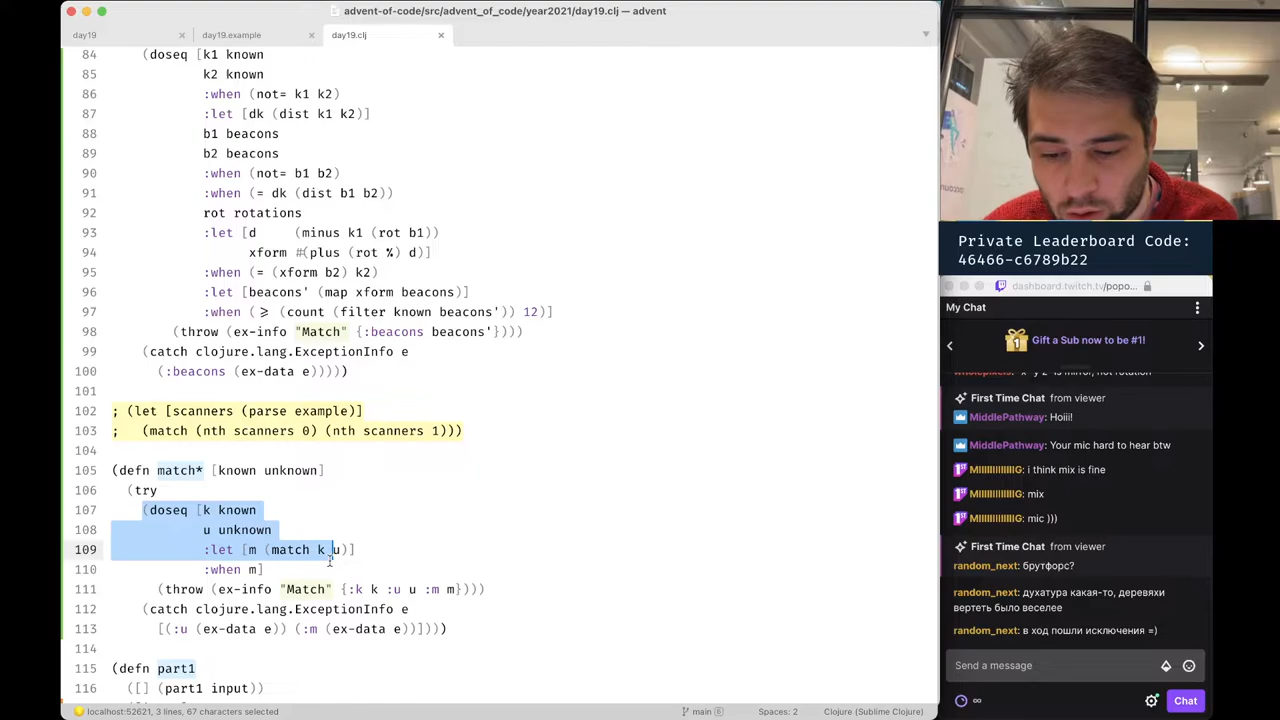 advent-of-code/src/advent_of_code/year2021/day19.clj — advent
day19
day19.example
day19.clj
84 (doseq [k1 known
85 k2 known
86 :when (not= k1 k2)
87 :let [dk (dist k1 k2)]
88 b1 beacons
89 b2 beacons
90 :when (not= b1 b2)
91 :when (= dk (dist b1 b2))
92 rot rotations
93 :let [d (minus k1 (rot b1))
94 xform #(plus (rot %) d)]
95 :when (= (xform b2) k2)
96 :let [beacons' (map xform beacons)]
97 :when (>= (count (filter known beacons')) 12)]
98 (throw (ex-info "Match" {:beacons beacons'})))
99 (catch clojure.lang.ExceptionInfo e
100 (:beacons (ex-data e)))))
101
102 ; (let [scanners (parse example)]
103 ; (match (nth scanners 0) (nth scanners 1)))
104
105 (defn match* [known unknown]
106 (try
107 (doseq [k known
108 u unknown
109 :let [m (match k u)]
110 :when m]
111 (throw (ex-info "Match" {:k k :u u :m m})))
112 (catch clojure.lang.ExceptionInfo e
113 [(:u (ex-data e)) (:m (ex-data e))])))
114
115 (defn part1
116 ([] (part1 input))
localhost:52621, 3 lines, 67 characters selected
main 6
Spaces: 2
Clojure (Sublime Clojure)
Private Leaderboard Code:
46466-c6789b22
dashboard.twitch.tv/popo...
My Chat
1
Gift a Sub now to be #1!
First Time Chat from viewer
MiddlePathway: Hoiii!
MiddlePathway: Your mic hard to hear btw
: i think mix is fine
: mix
: mic )))
First Time Chat from viewer
random_next: брутфорс?
random_next: духатура какая-то, деревяхи
вертеть было веселее
random_next: в ход пошли исключения =)
Send a message
∞
Chat